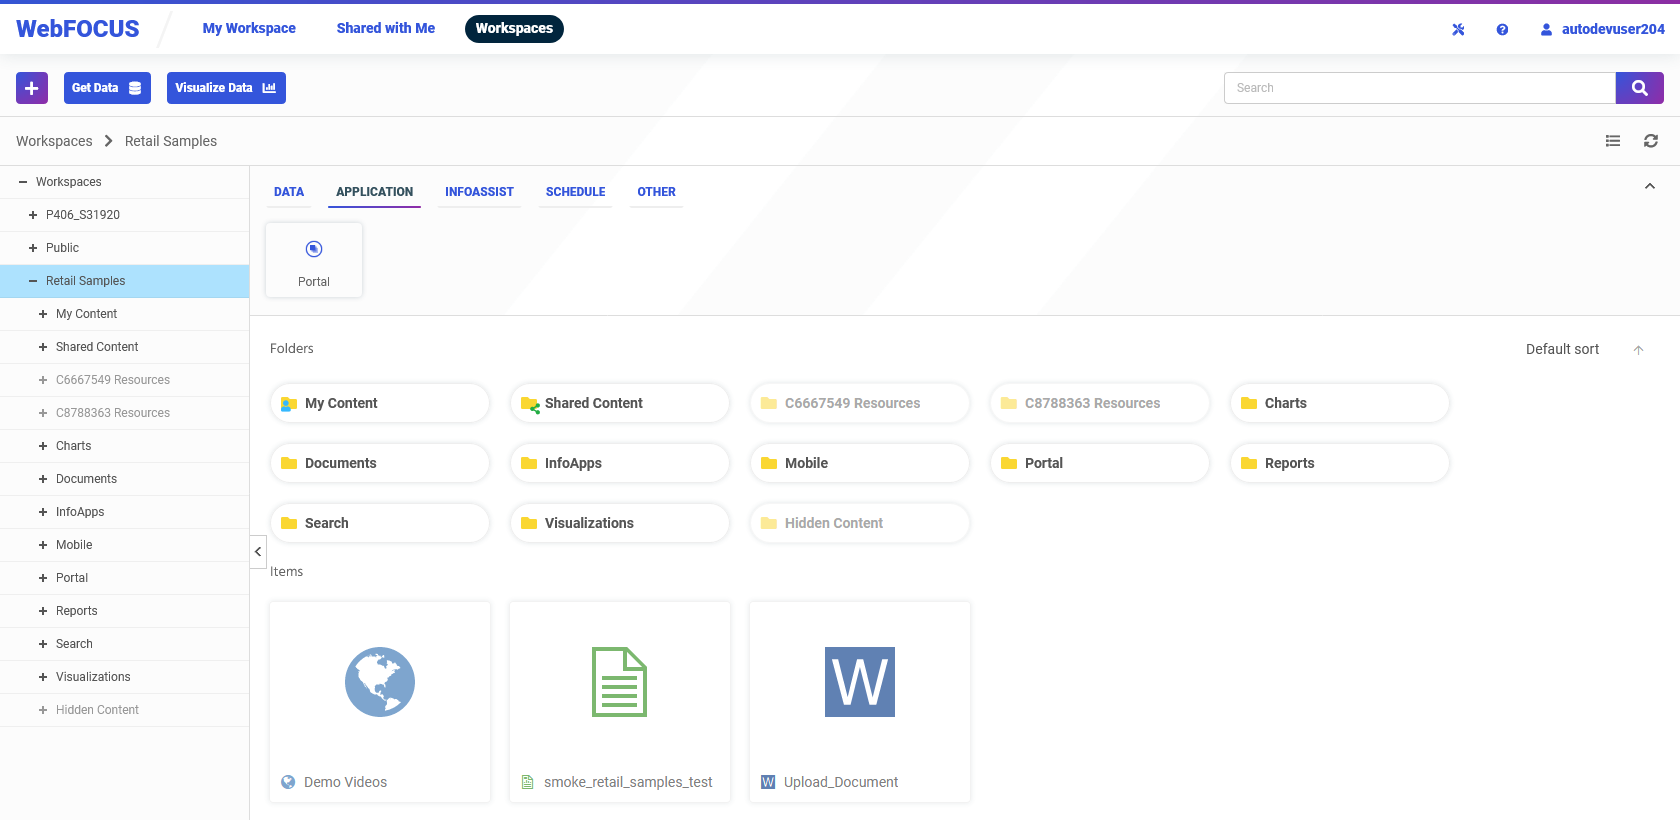 WebFOCUS
My Workspace Shared with Me Workspaces
autodevuser204
Get Data Visualize Data
Search
Workspaces Retail Samples
Workspaces
P406_S31920
Public
Retail Samples
My Content
Shared Content
C6667549 Resources
C8788363 Resources
Charts
Documents
InfoApps
Mobile
Portal
Reports
Search
Visualizations
Hidden Content
DATA APPLICATION INFOASSIST SCHEDULE OTHER
Portal
Folders Default sort
My Content Shared Content C6667549 Resources C8788363 Resources Charts
Documents InfoApps Mobile Portal Reports
Search Visualizations Hidden Content
Items
W
Demo Videos smoke_retail_samples_test W Upload_Document